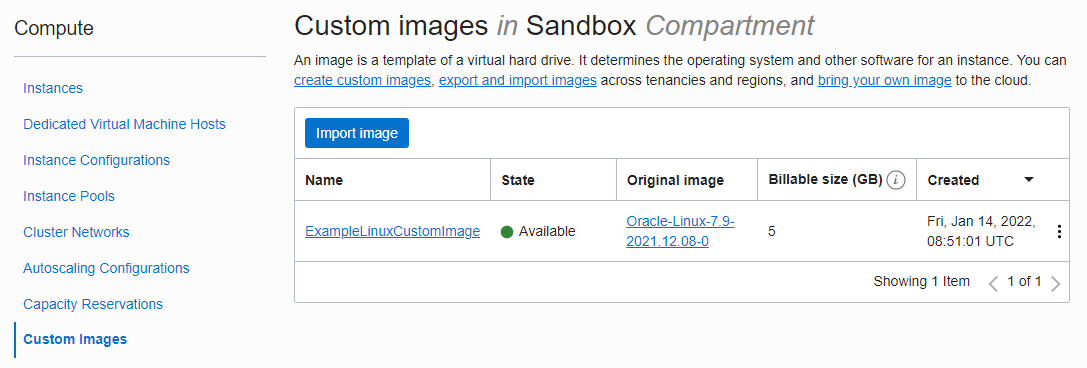 Compute
Instances
Dedicated Virtual Machine Hosts
Instance Configurations
Instance Pools
Cluster Networks
Autoscaling Configurations
Capacity Reservations
Custom Images
Custom images in Sandbox Compartment
An image is a template of a virtual hard drive. It determines the operating system and other software for an instance. You can
create custom images, export and import images across tenancies and regions, and bring your own image to the cloud.
Import image
Name State Original image Billable size (GB) i Created
ExampleLinuxCustomImage Available Oracle-Linux-7.9-
2021.12.08-0 5 Fri, Jan 14, 2022,
08:51:01 UTC
Showing 1 Item 1 of 1